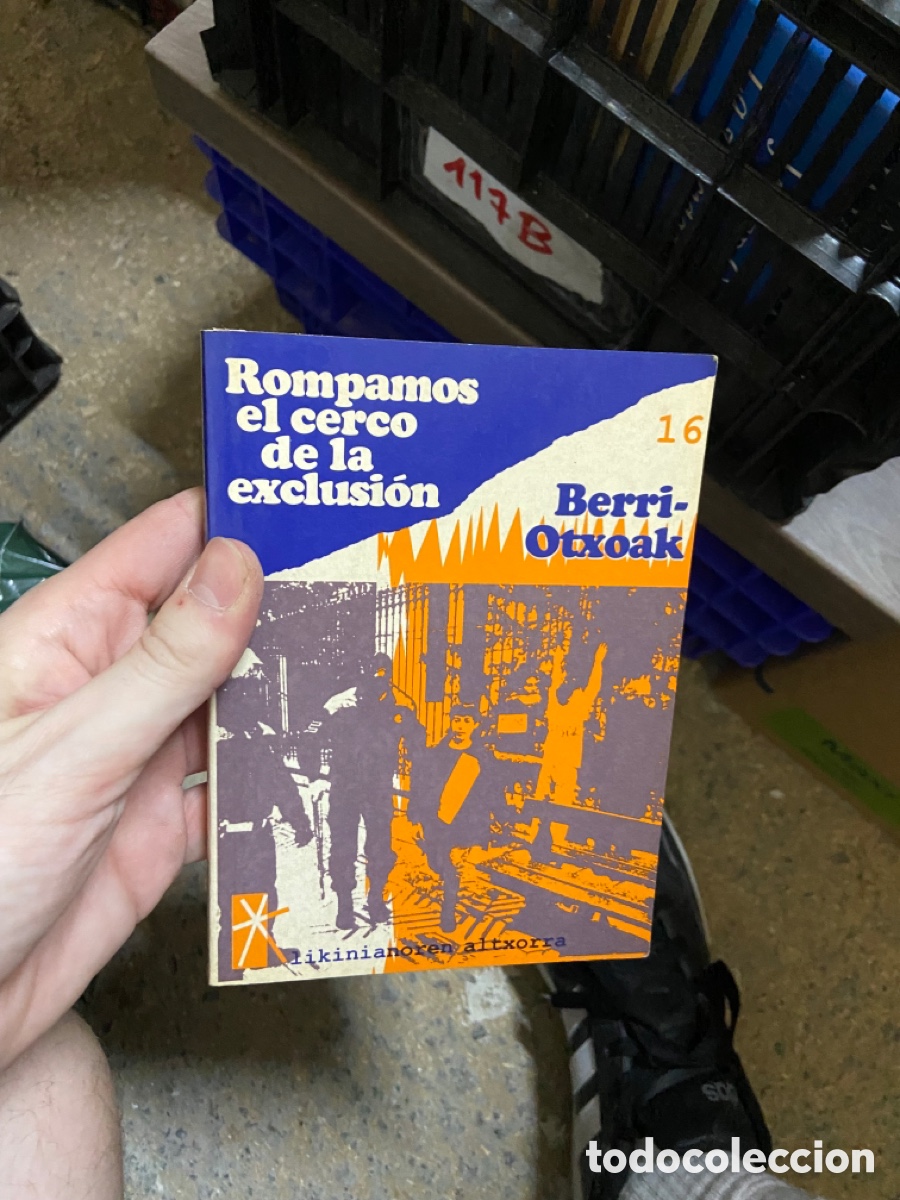 117B
Rompamos
el cerco
de la
exclusión
16
Berri-
Otxoak
likinianoren altxorra
todocoleccion